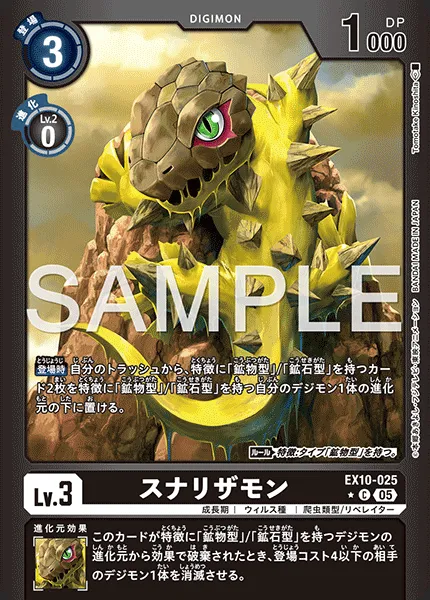 登場
3
DIGIMON
1000
DP
進化
Lv.2
0
Tomotake Kinoshita
BANDAI MADE IN JAPAN
SAMPLE
登場時 自分のトラッシュから、特徴に「鉱物型」/「鉱石型」を持つカー
ド2枚を特徴に「鉱物型」/「鉱石型」を持つ自分のデジモン1体の進化
元の下に置ける。
ルール 特徴:タイプ「鉱物型」を持つ。
Lv.3
スナリザモン
EX10-025
C 05
成長期 | ウィルス種 | 爬虫類型/リベレイター
進化元効果
このカードが特徴に「鉱物型」/「鉱石型」を持つデジモンの
進化元から効果で破棄されたとき、登場コスト4以下の相手
のデジモン1体を消滅させる。